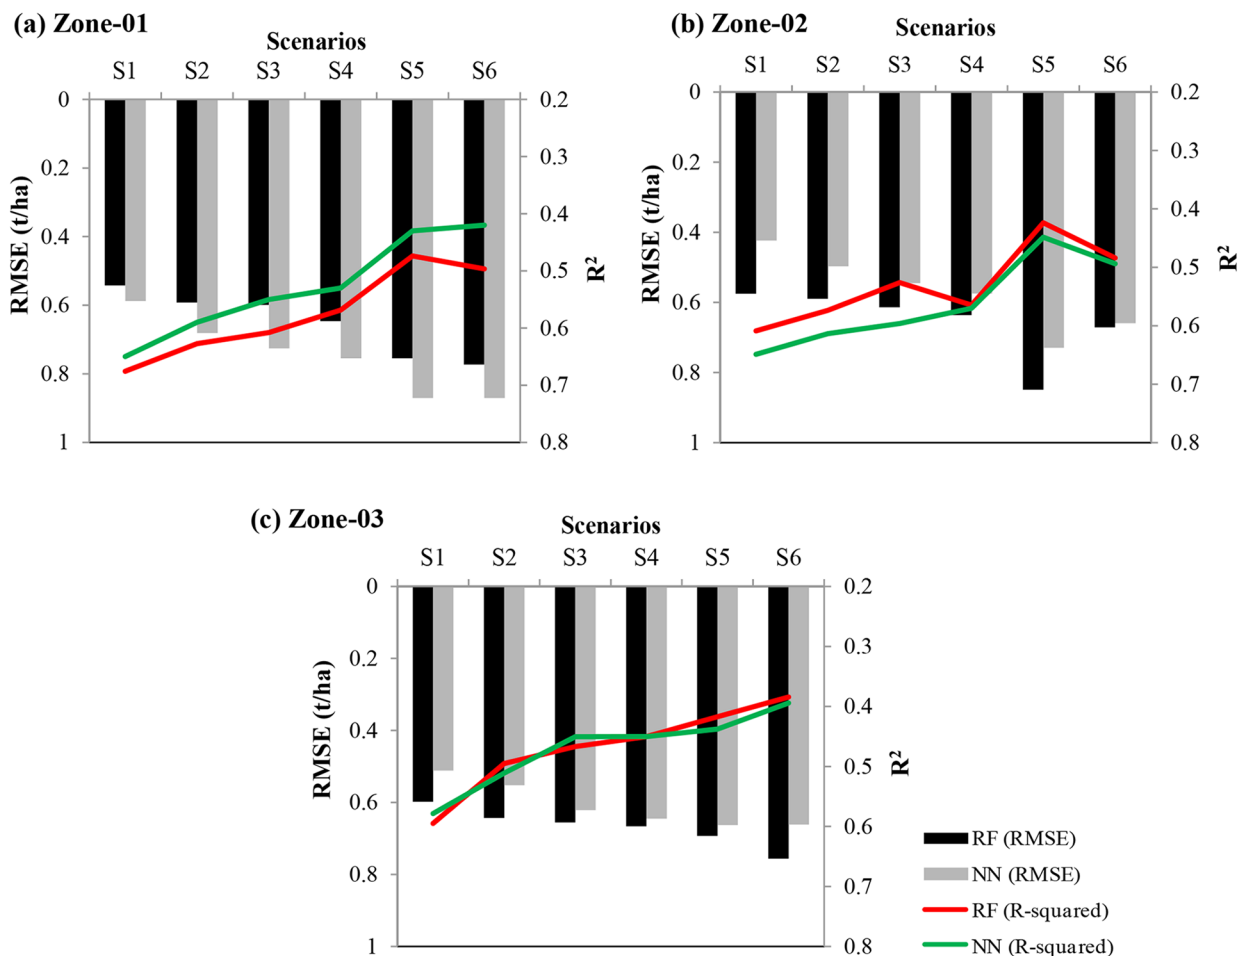 (a) Zone-01
Scenarios
S1 S2 S3 S4 S5 S6
0 0.2
0.3
0.2
0.4
0.4
0.5
0.6
0.6
0.8 0.7
1 0.8
RMSE (t/ha)
R²
(b) Zone-02
Scenarios
S1 S2 S3 S4 S5 S6
0 0.2
0.3
0.2
0.4
0.4
0.5
0.6
0.6
0.8 0.7
1 0.8
RMSE (t/ha)
R²
(c) Zone-03
Scenarios
S1 S2 S3 S4 S5 S6
0 0.2
0.3
0.2
0.4
0.4
0.5
0.6
0.6
0.8 0.7
1 0.8
RMSE (t/ha)
R²
RF (RMSE)
NN (RMSE)
RF (R-squared)
NN (R-squared)